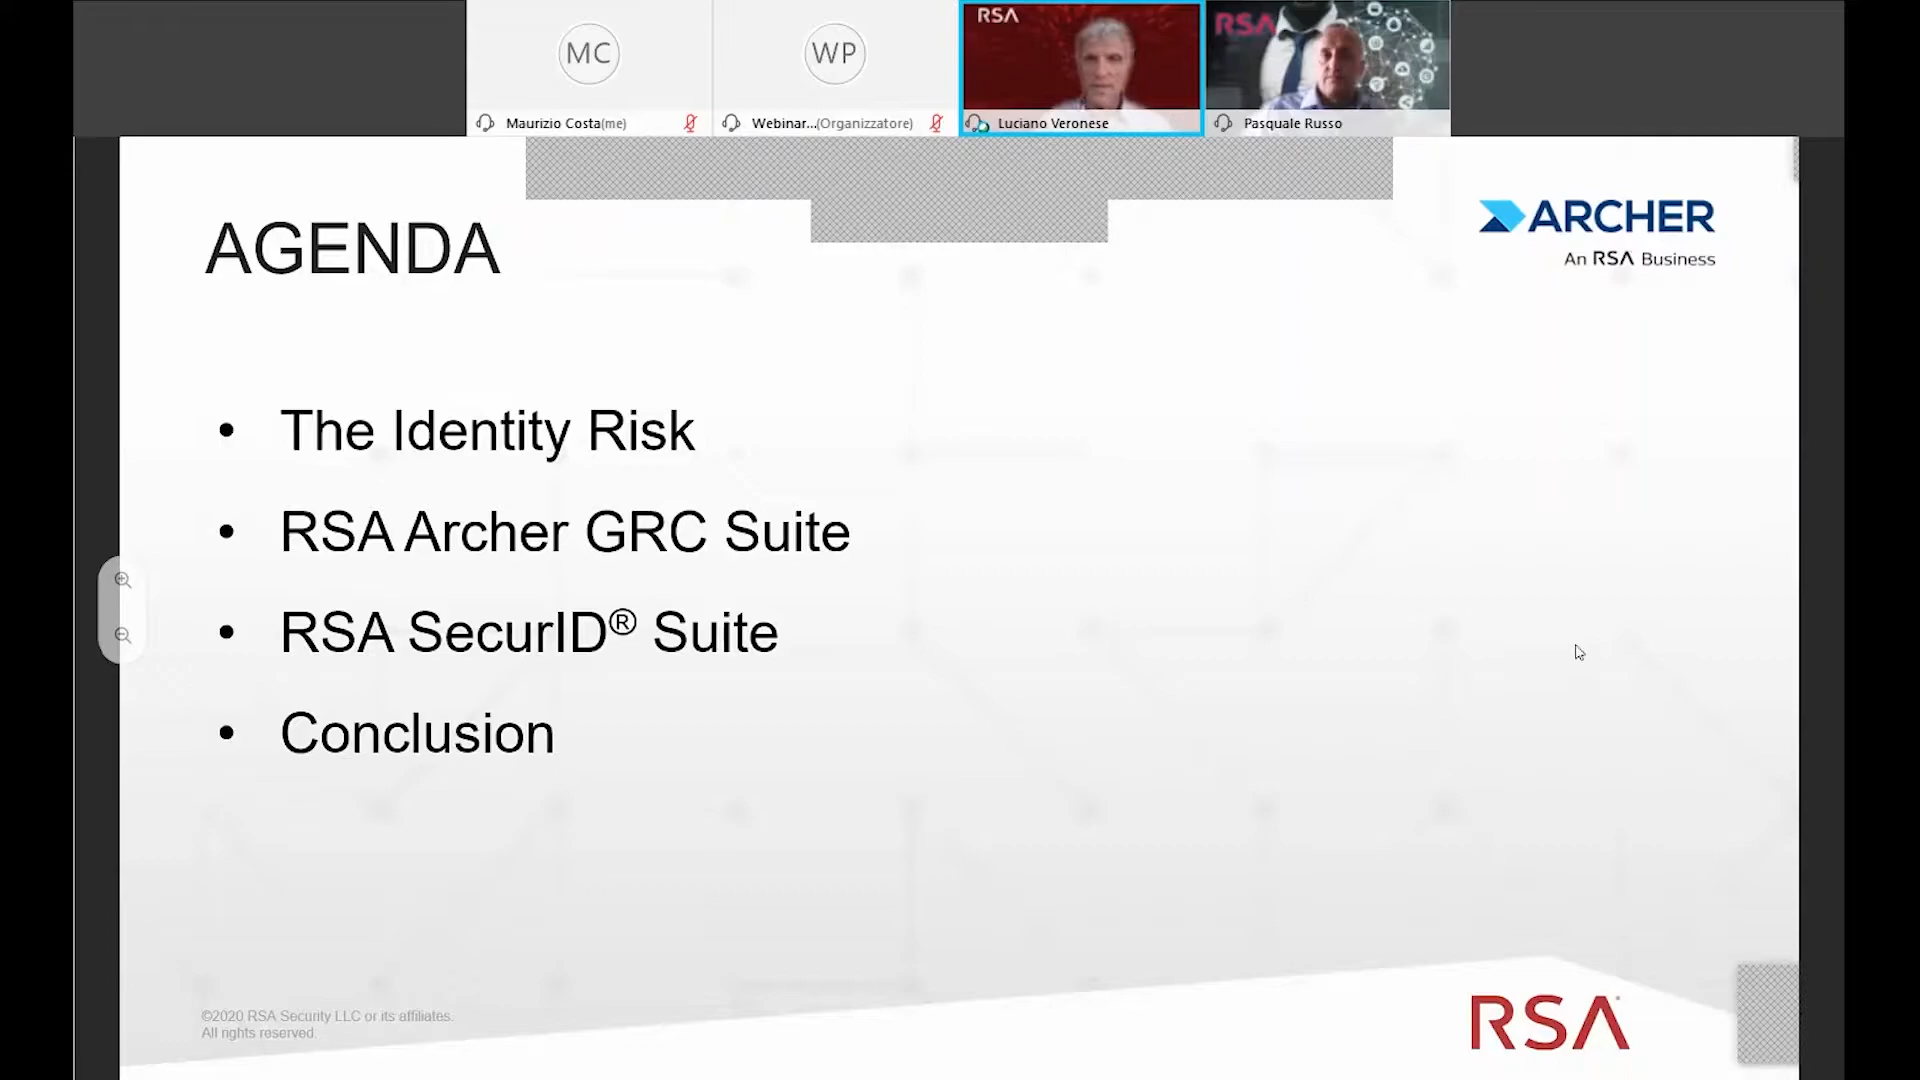 MC
WP
RSA
RSA
Maurizio Costa(me)
Webinar...(Organizzatore)
Luciano Veronese
Pasquale Russo
ARCHER
An RSA Business
AGENDA
• The Identity Risk
• RSA Archer GRC Suite
• RSA SecurID® Suite
• Conclusion
©2020 RSA Security LLC or its affiliates.
All rights reserved.
RSA